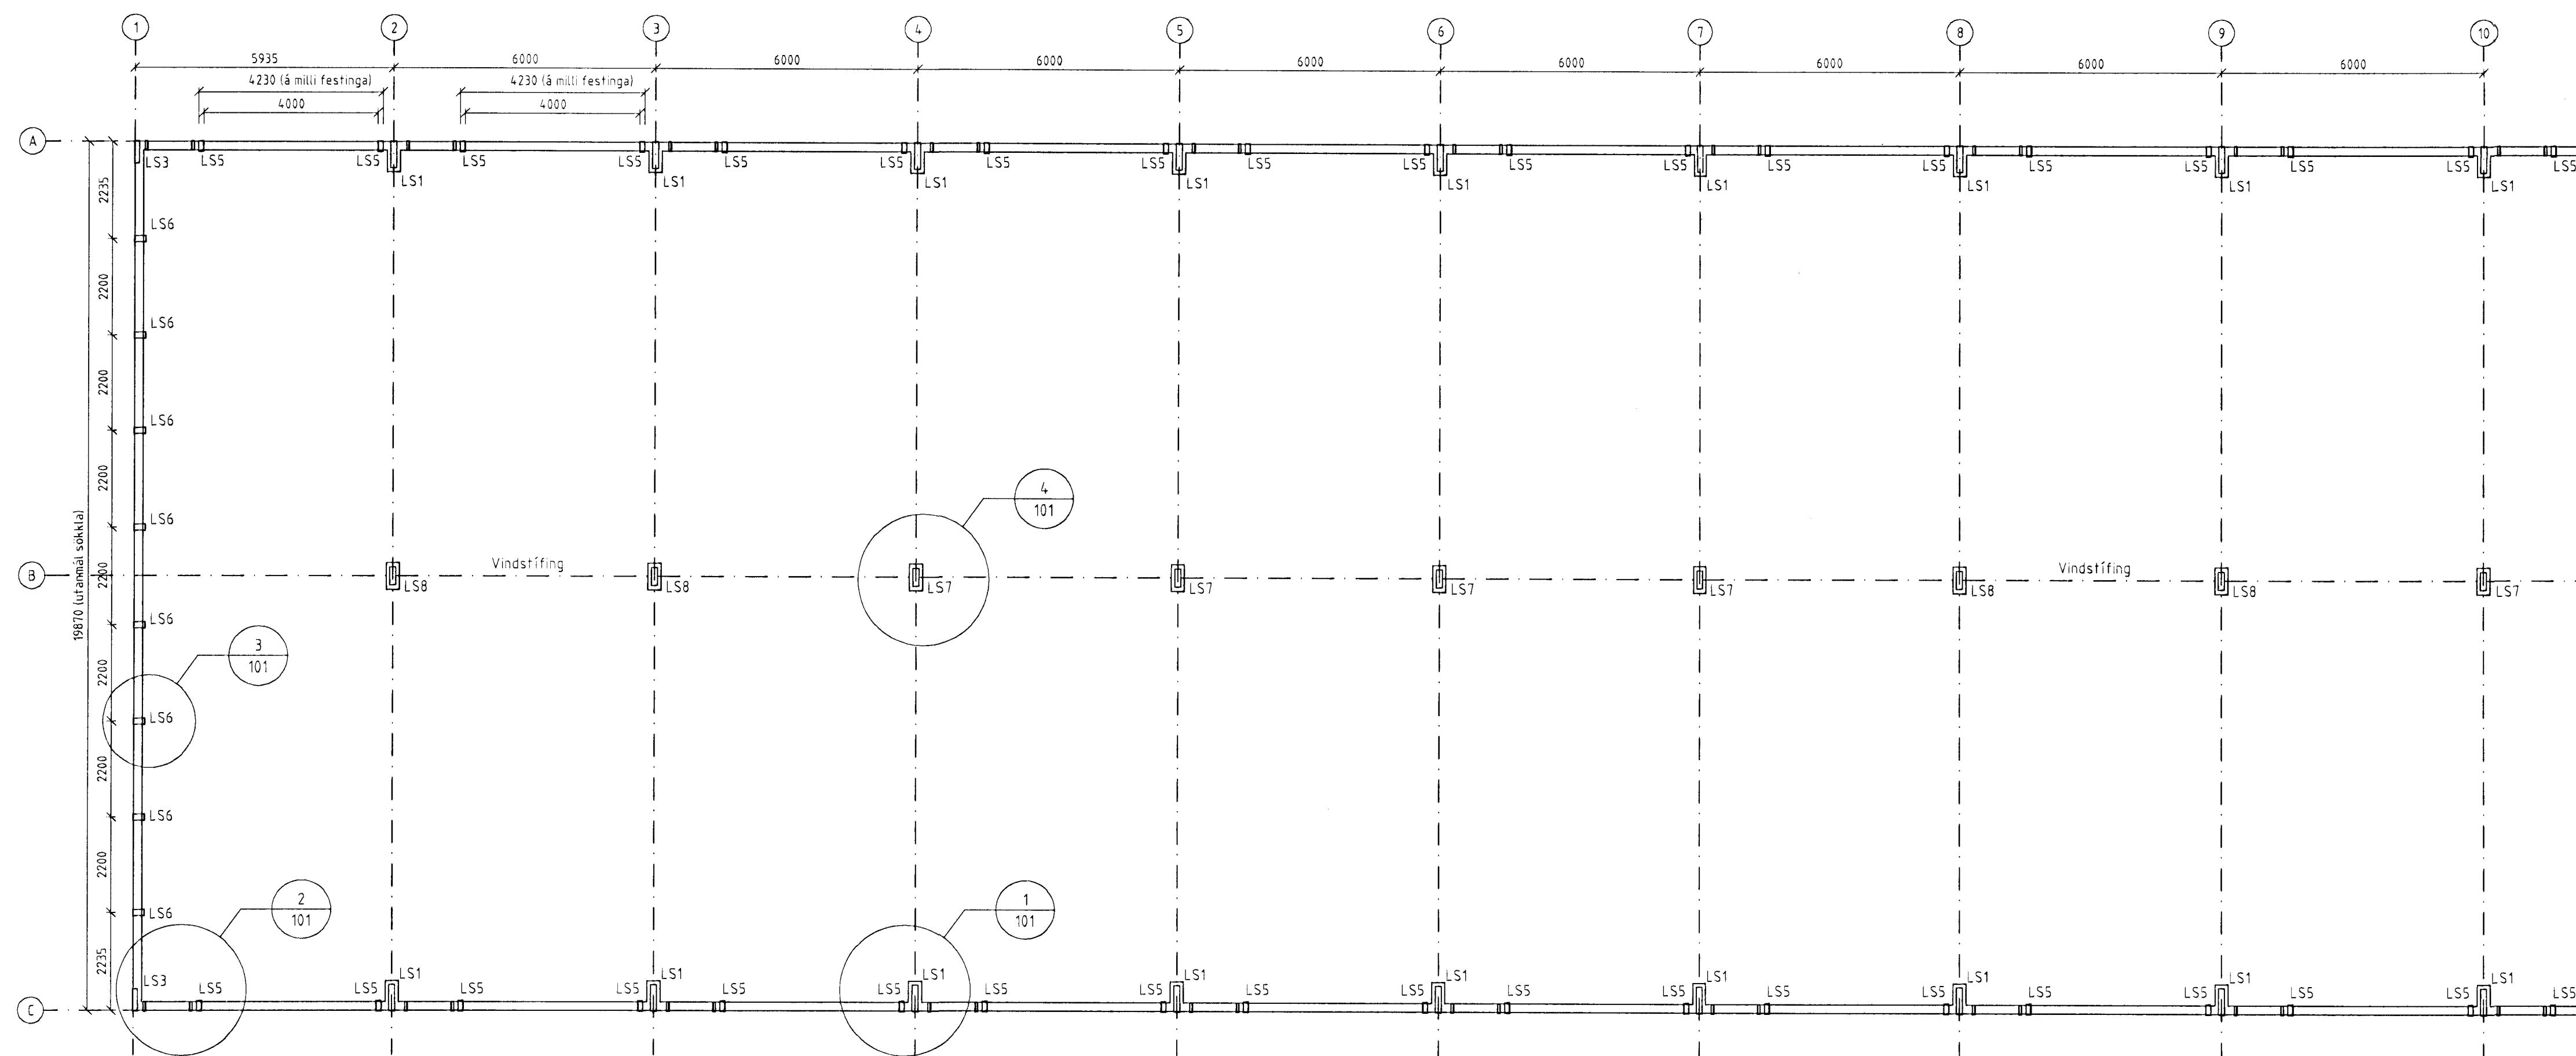 1 2 3 4 5 6 7 8 9 10
5935 6000 6000 6000 6000 6000 6000 6000 6000
4230 (á milli festinga) 4230 (á milli festinga)
4000 4000
A
LS3 LS5 LS5 LS5 LS5 LS5 LS5 LS5 LS5 LS5 LS5 LS5 LS5 LS5 LS5 LS5 LS5 LS5 LS5 LS5
LS1 LS1 LS1 LS1 LS1 LS1 LS1 LS1 LS1
2235
LS6
2200
LS6
2200
LS6
2200
4
101
LS6
19870 (utanmál sökla)
B
2200
Vindstífing Vindstífing
LS8 LS8 LS7 LS7 LS7 LS7 LS8 LS8 LS7
LS6
3
101
2200
LS6
2200
LS6
2200
2
101
1
101
LS6
2235
LS1 LS1 LS1 LS1 LS1 LS1 LS1 LS1 LS1
LS3 LS5 LS5 LS5 LS5 LS5 LS5 LS5 LS5 LS5 LS5 LS5 LS5 LS5 LS5 LS5 LS5 LS5 LS5 LS5
C